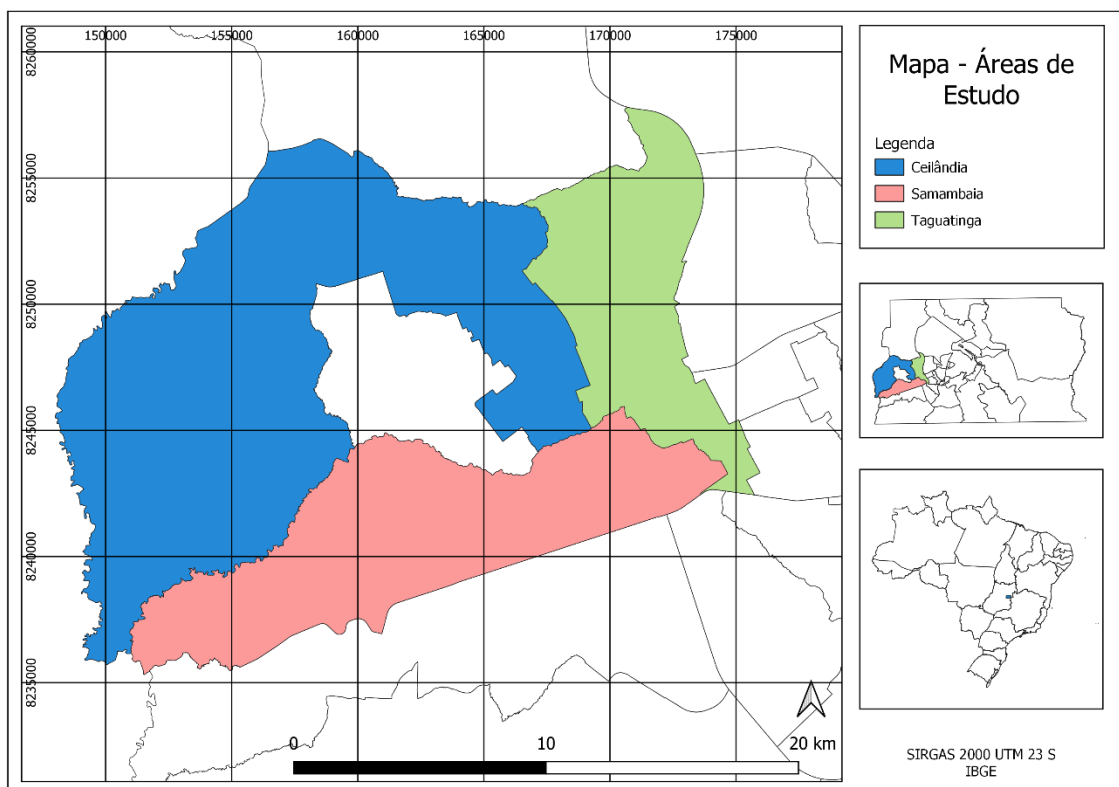 150000
155000
160000
165000
170000
175000
8260000
8255000
8250000
8245000
8240000
8235000
0
10
20 km
Mapa - Áreas de
Estudo
Legenda
Ceilândia
Samambaia
Taguatinga
SIRGAS 2000 UTM 23 S
IBGE